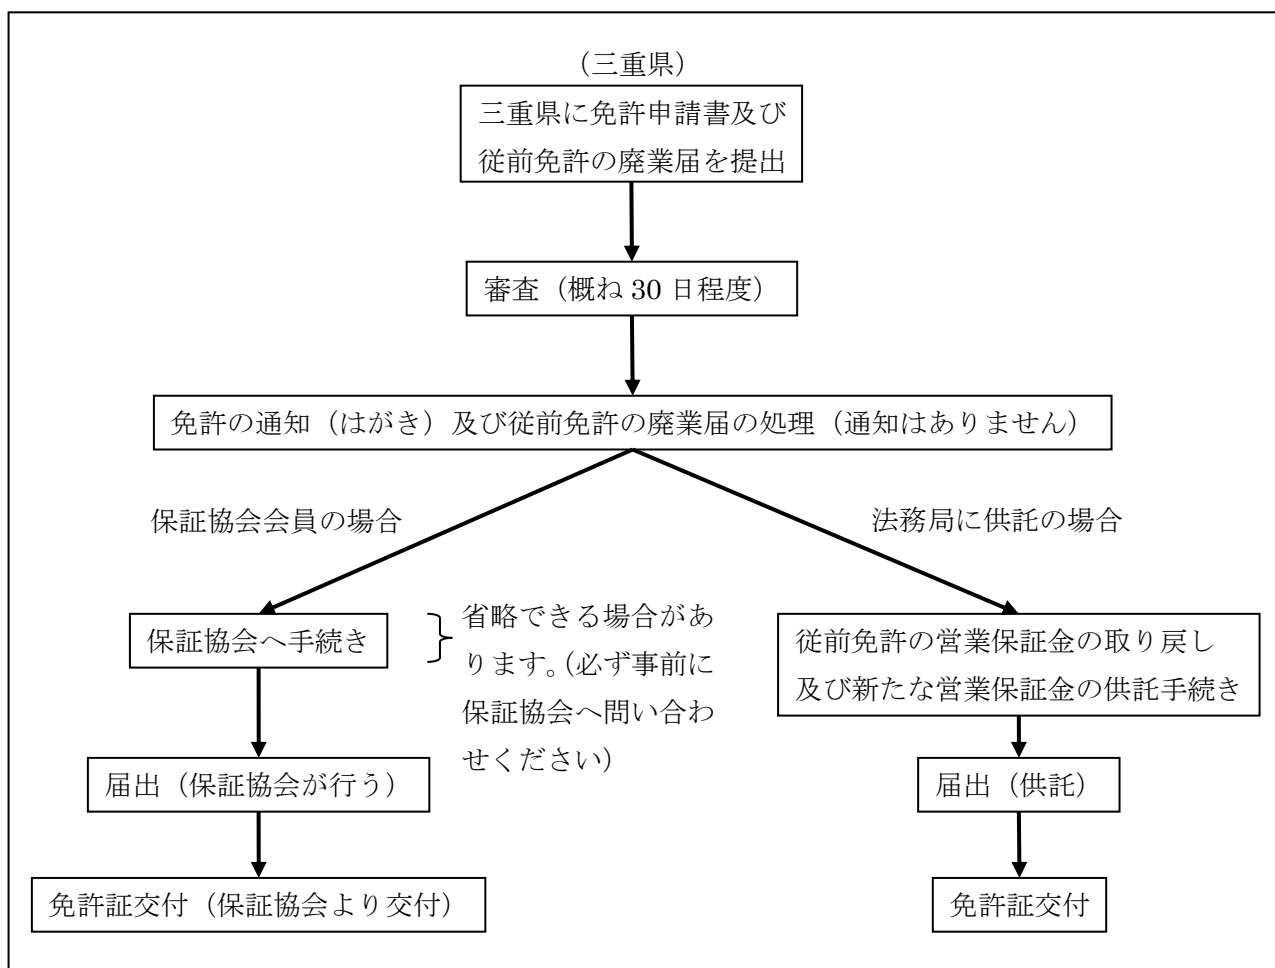 （三重県）
三重県に免許申請書及び
従前免許の廃業届を提出
審査（概ね 30 日程度）
免許の通知（はがき）及び従前免許の廃業届の処理（通知はありません）
保証協会会員の場合
法務局に供託の場合
保証協会へ手続き
省略できる場合があ
ります。（必ず事前に
保証協会へ問い合わ
せください）
従前免許の営業保証金の取り戻し
及び新たな営業保証金の供託手続き
届出（保証協会が行う）
届出（供託）
免許証交付（保証協会より交付）
免許証交付